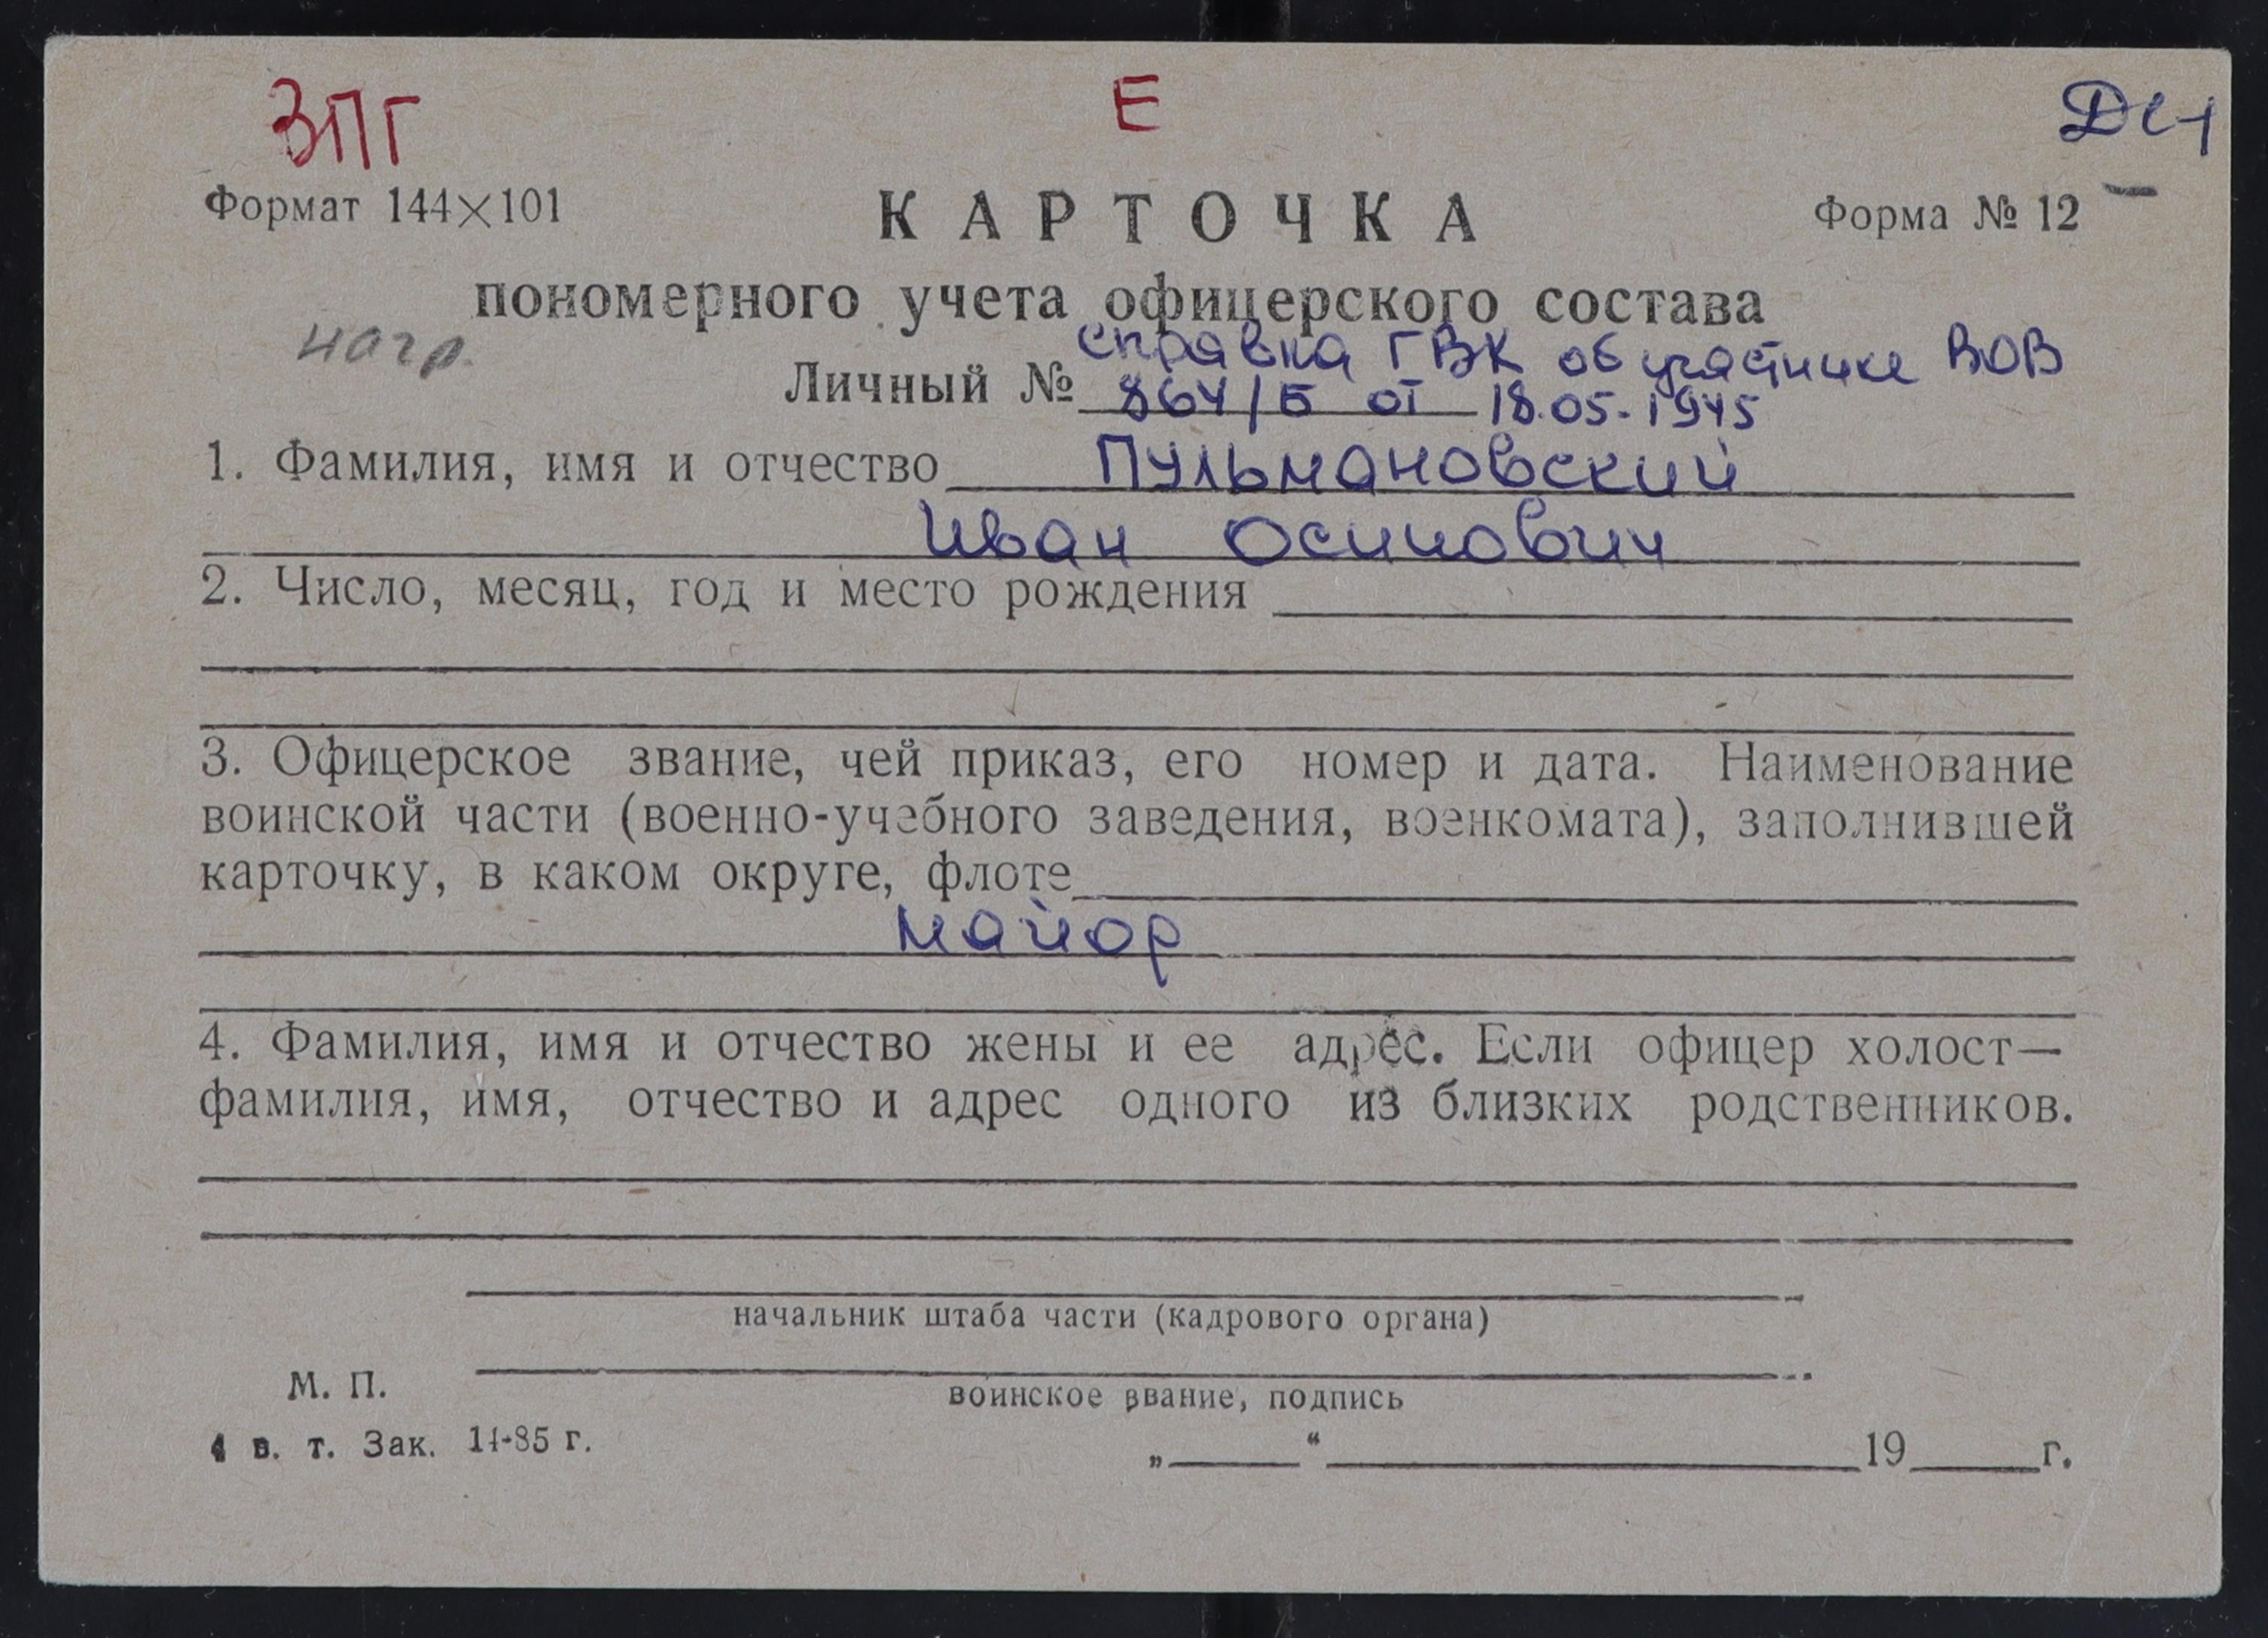 ЗПГ Е
Формат 144×101 КАРТОЧКА Форма № 12
пономерного учета офицерского состава
нагр. справка ГВК об участнике ВОВ
Личный № 864/Б от 18.05.1945
1. Фамилия, имя и отчество Пульмановский
Иван Осипович
2. Число, месяц, год и место рождения
3. Офицерское звание, чей приказ, его номер и дата. Наименование
воинской части (военно-учебного заведения, военкомата), заполнившей
карточку, в каком округе, флоте
майор
4. Фамилия, имя и отчество жены и ее адрес. Если офицер холост—
фамилия, имя, отчество и адрес одного из близких родственников.
начальник штаба части (кадрового органа)
М. П.
воинское звание, подпись
в. т. Зак. 14-85 г. „ “ 19 г.